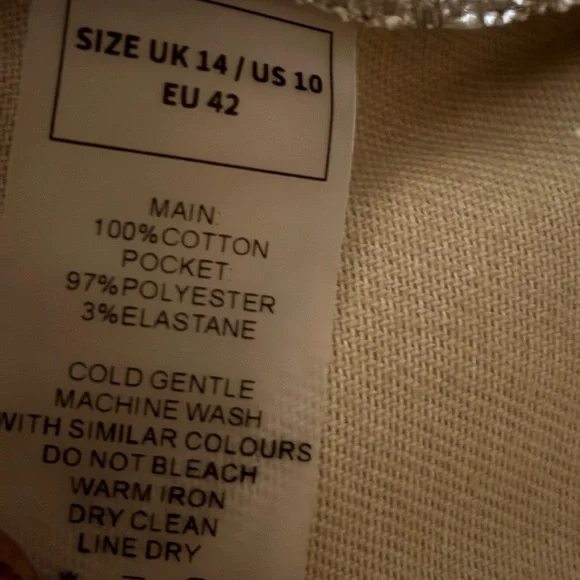 SIZE UK 14 / US 10
EU 42
MAIN:
100%COTTON
POCKET:
97%POLYESTER
3%ELASTANE
COLD GENTLE
MACHINE WASH
WITH SIMILAR COLOURS
DO NOT BLEACH
WARM IRON
DRY CLEAN
LINE DRY